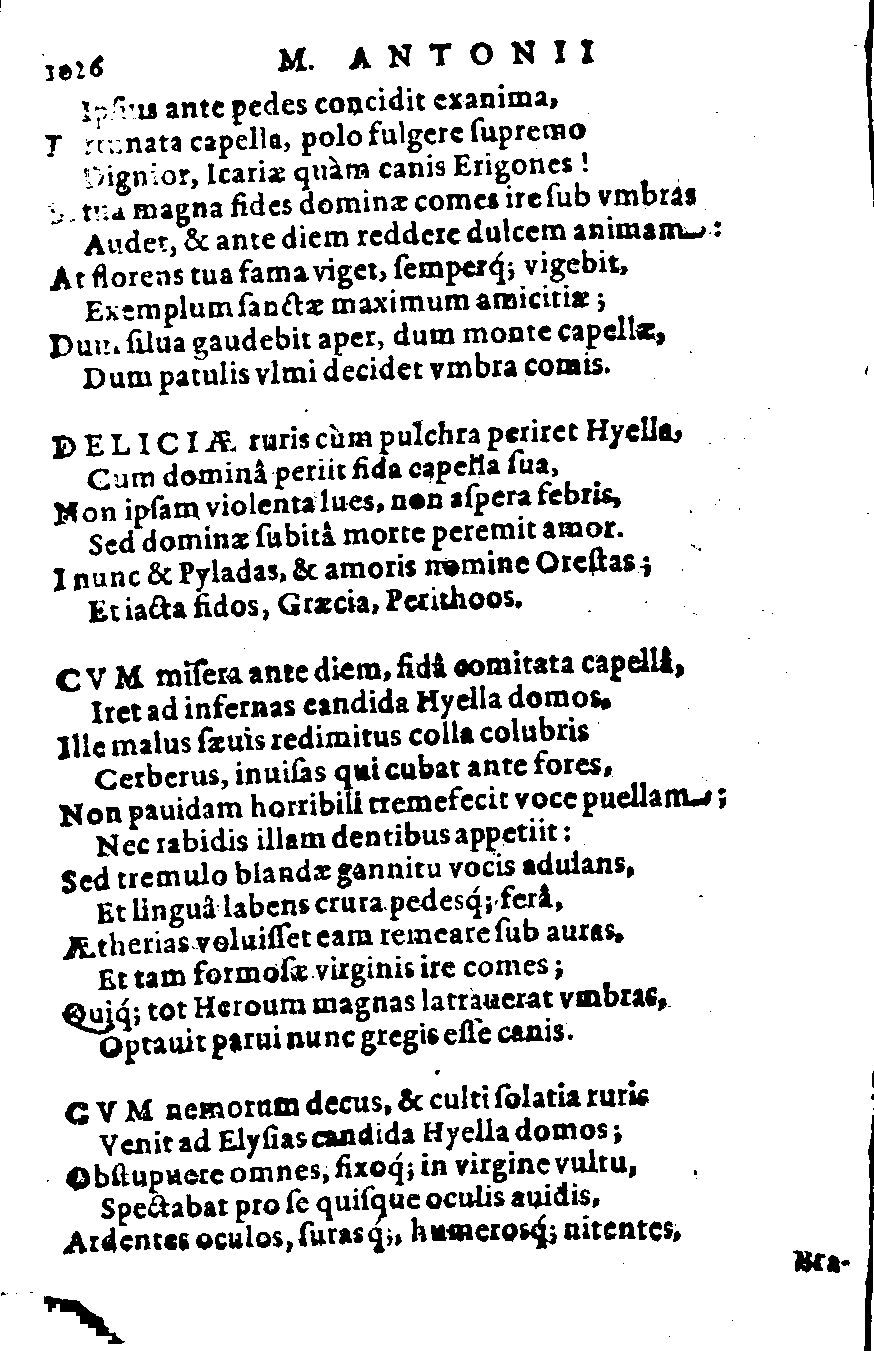 1026 M. ANTONII
Ipsius ante pedes concidit exanima,
capella, polo fulgere ſupremo
Dignior, Icariæ quàm canis Erigones!
tua magna fides dominæ comes ire ſub vmbras
Audet, & ante diem reddere dulcem animam:
At florens tua fama viget, ſemperq́; vigebit,
Exemplum ſanctæ maximum amicitiæ;
Dum ſilua gaudebit aper, dum monte capellæ,
Dum patulis vlmi decidet vmbra comis.
DELICIÆ ruris cùm pulchra periret Hyella,
Cum dominâ periit fida capella ſua,
Non ipſam violenta lues, non aſpera febris,
Sed dominæ ſubitâ morte peremit amor.
I nunc & Pyladas, & amoris nomine Oreſtas;
Et iacta fidos, Græcia, Perithoos.
CVM miſera ante diem, fidâ comitata capellâ,
Iret ad infernas candida Hyella domos,
Ille malus ſæuis redimitus colla colubris
Cerberus, inuiſas qui cubat ante fores,
Non pauidam horribili tremefecit voce puellam;
Nec rabidis illam dentibus appetiit:
Sed tremulo blandæ gannitu vocis adulans,
Et linguâ labens crura pedesq́; ferâ,
Ætherias voluiſſet eam remeare ſub auras,
Et tam formoſæ virginis ire comes;
Quiq́; tot Heroum magnas latràuerat vmbras,
Optauit parui nunc gregis eſſe canis.
CVM nemorum decus, & culti ſolatia ruris
Venit ad Elyſias candida Hyella domos;
Obſtupuere omnes, fixoq́; in virgine vultu,
Spectabat pro ſe quiſque oculis auidis,
Ardentes oculos, ſurasq́;, humerosq́; nitentes,
Bra-